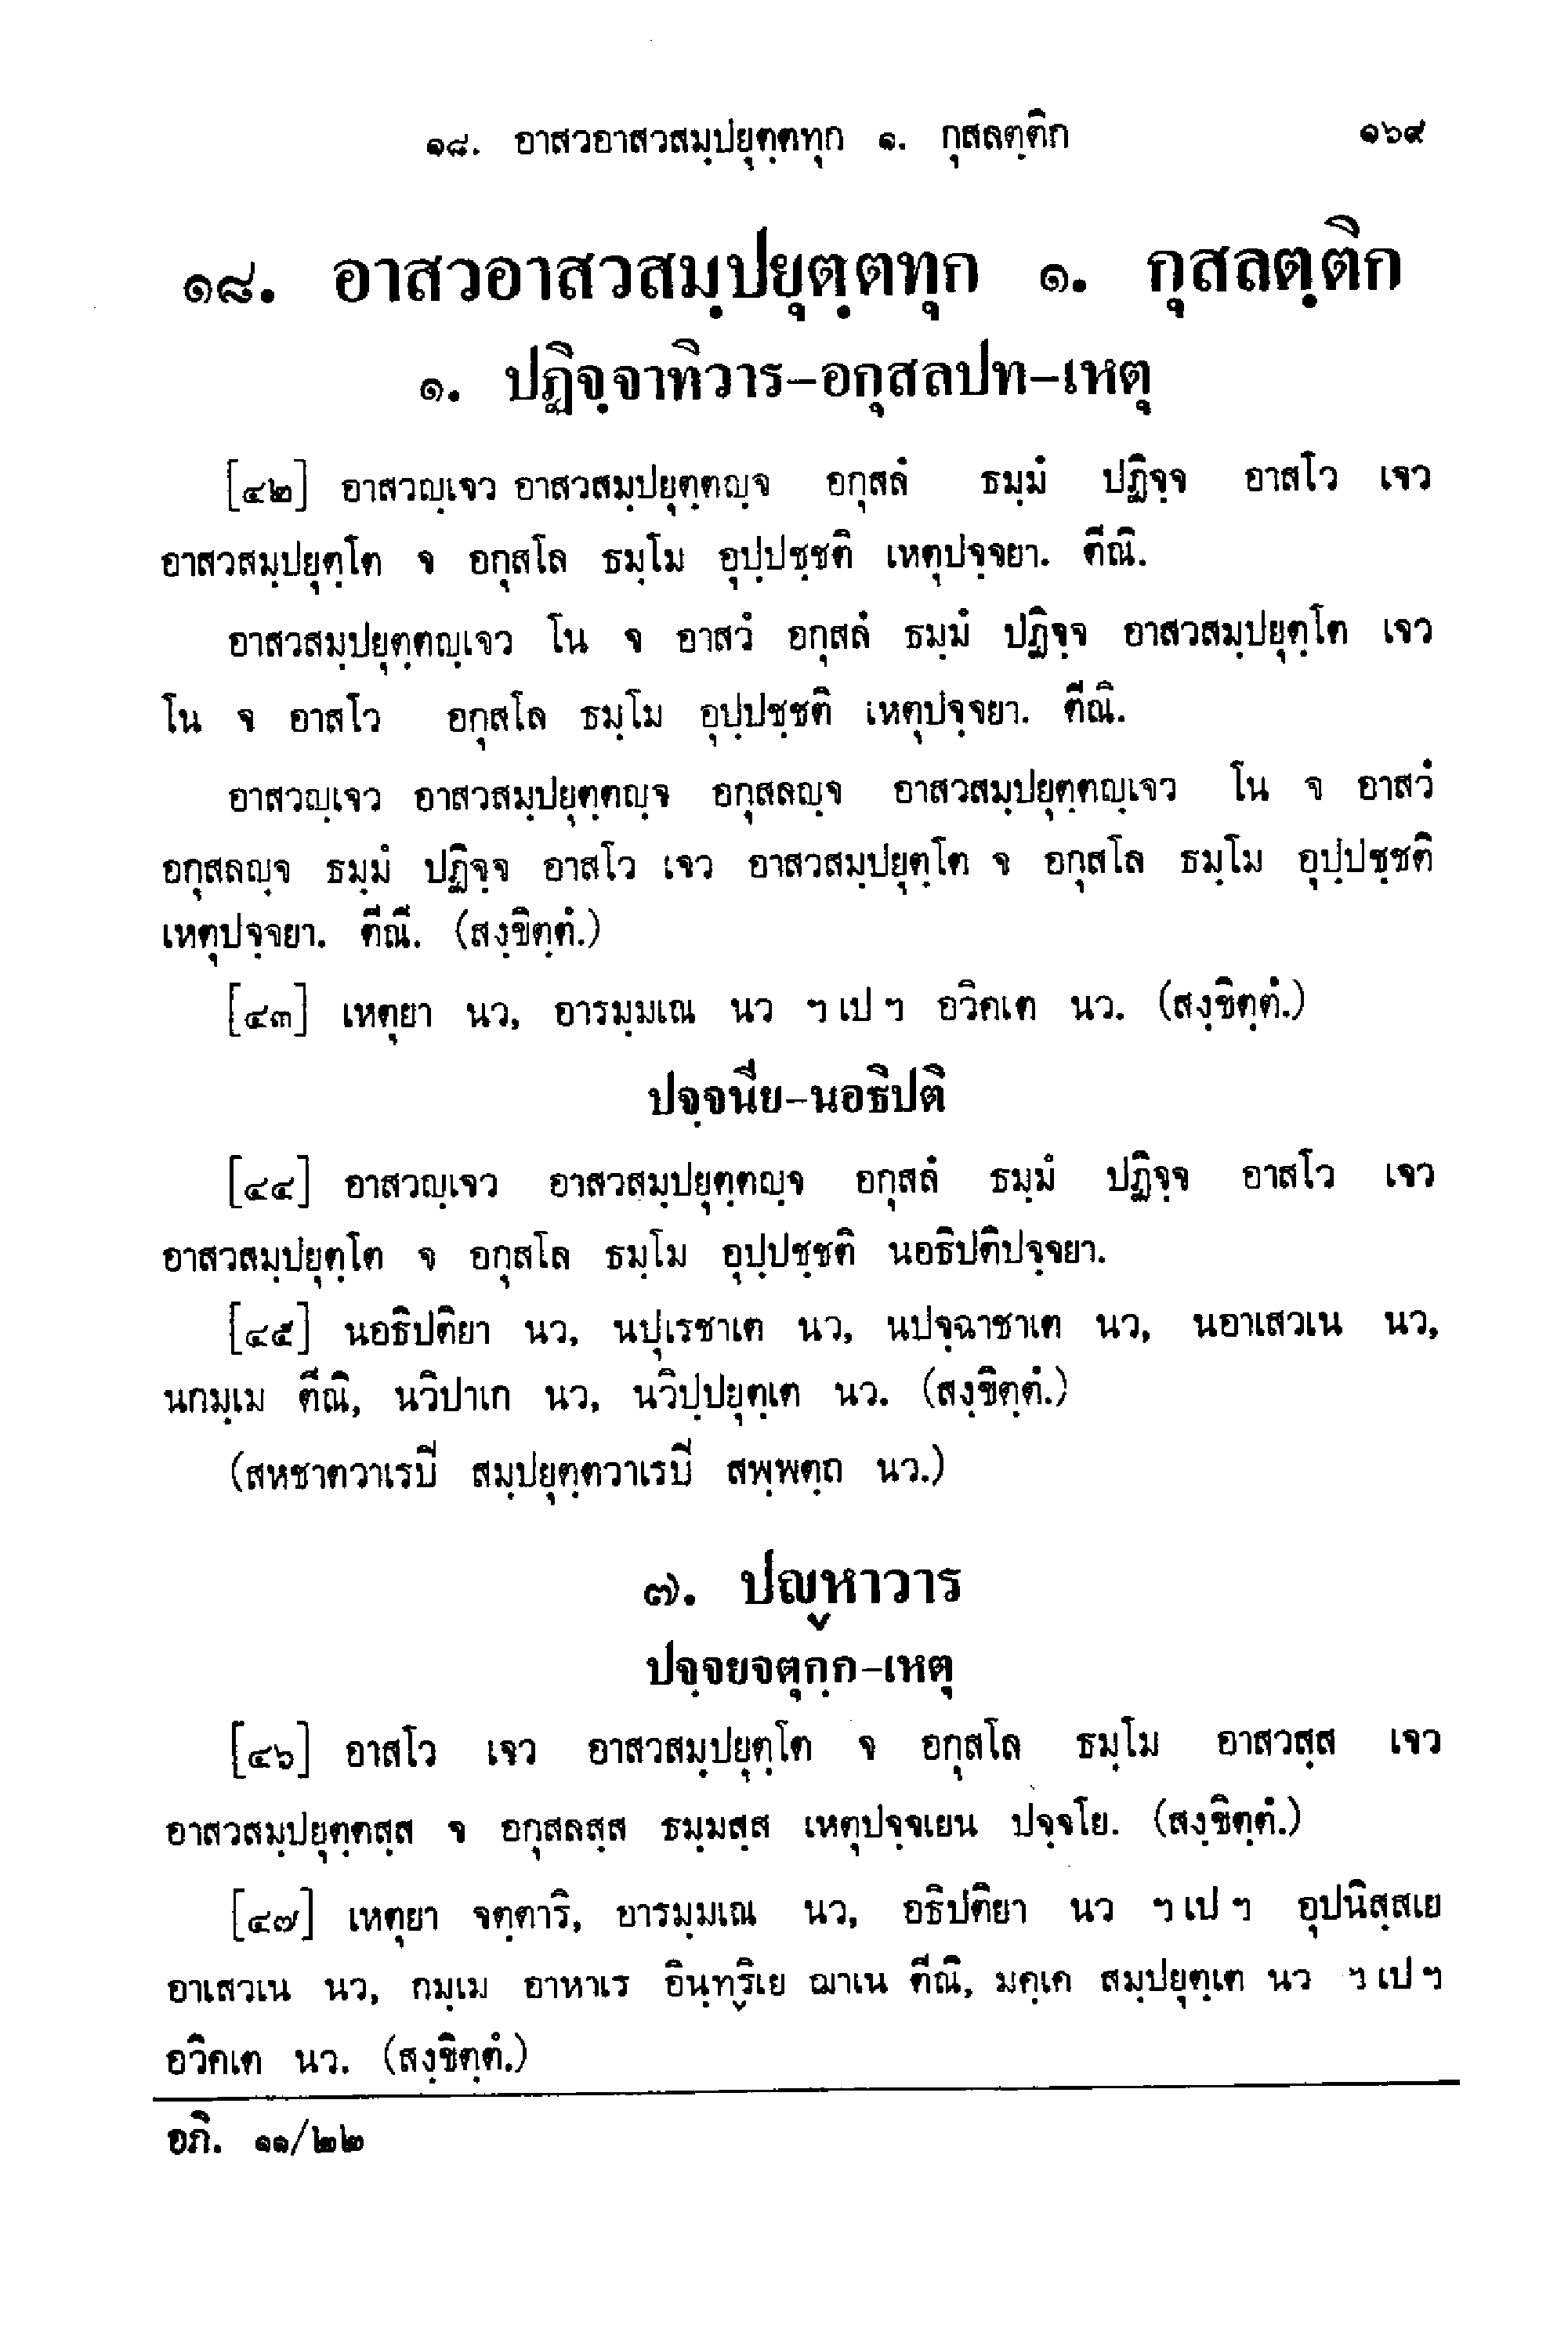 ๑๘. อาสวอาสวสมฺปยุตฺตทุก ๑. กุสลตฺติก ๑๖๙
๑๘. อาสวอาสวสมฺปยุตฺตทุก ๑. กุสลตฺติก
๑. ปฏิจฺจาทิวาร-อกุสลปท-เหตุ
[๔๒] อาสวญฺเจว อาสวสมฺปยุตฺตญฺจ อกุสลํ ธมฺมํ ปฏิจฺจ อาสโว เจว
อาสวสมฺปยุตฺโต จ อกุสโล ธมฺโม อุปฺปชฺชติ เหตุปจฺจยา. ตีณิ.
อาสวสมฺปยุตฺตญฺเจว โน จ อาสวํ อกุสลํ ธมฺมํ ปฏิจฺจ อาสวสมฺปยุตฺโต เจว
โน จ อาสโว อกุสโล ธมฺโม อุปฺปชฺชติ เหตุปจฺจยา. ตีณิ.
อาสวญฺเจว อาสวสมฺปยุตฺตญฺจ อกุสลญฺจ อาสวสมฺปยุตฺตญฺเจว โน จ อาสวํ
อกุสลญฺจ ธมฺมํ ปฏิจฺจ อาสโว เจว อาสวสมฺปยุตฺโต จ อกุสโล ธมฺโม อุปฺปชฺชติ
เหตุปจฺจยา. ตีณิ. (สงฺขิตฺตํ.)
[๔๓] เหตุยา นว, อารมฺมเณ นว ฯ เป ฯ อวิคเต นว. (สงฺขิตฺตํ.)
ปจฺจนีย-นอธิปติ
[๔๔] อาสวญฺเจว อาสวสมฺปยุตฺตญฺจ อกุสลํ ธมฺมํ ปฏิจฺจ อาสโว เจว
อาสวสมฺปยุตฺโต จ อกุสโล ธมฺโม อุปฺปชฺชติ นอธิปติปจฺจยา.
[๔๕] นอธิปติยา นว, นปุเรชาเต นว, นปจฺฉาชาเต นว, นอาเสวเน นว,
นกมฺเม ตีณิ, นวิปาเก นว, นวิปฺปยุตฺเต นว. (สงฺขิตฺตํ.)
(สหชาตวาเรปี สมฺปยุตฺตวาเรปี สพฺพตฺถ นว.)
๗. ปญฺหาวาร
ปจฺจยจตุกฺก-เหตุ
[๔๖] อาสโว เจว อาสวสมฺปยุตฺโต จ อกุสโล ธมฺโม อาสวสฺส เจว
อาสวสมฺปยุตฺตสฺส จ อกุสลสฺส ธมฺมสฺส เหตุปจฺจเยน ปจฺจโย. (สงฺขิตฺตํ.)
[๔๗] เหตุยา จตฺตาริ, อารมฺมเณ นว, อธิปติยา นว ฯ เป ฯ อุปนิสฺสเย
อาเสวเน นว, กมฺเม อาหาเร อินฺทฺริเย ฌาเน ตีณิ, มคฺเค สมฺปยุตฺเต นว ฯ เป ฯ
อวิคเต นว. (สงฺขิตฺตํ.)
อภิ. ๑๑/๒๒